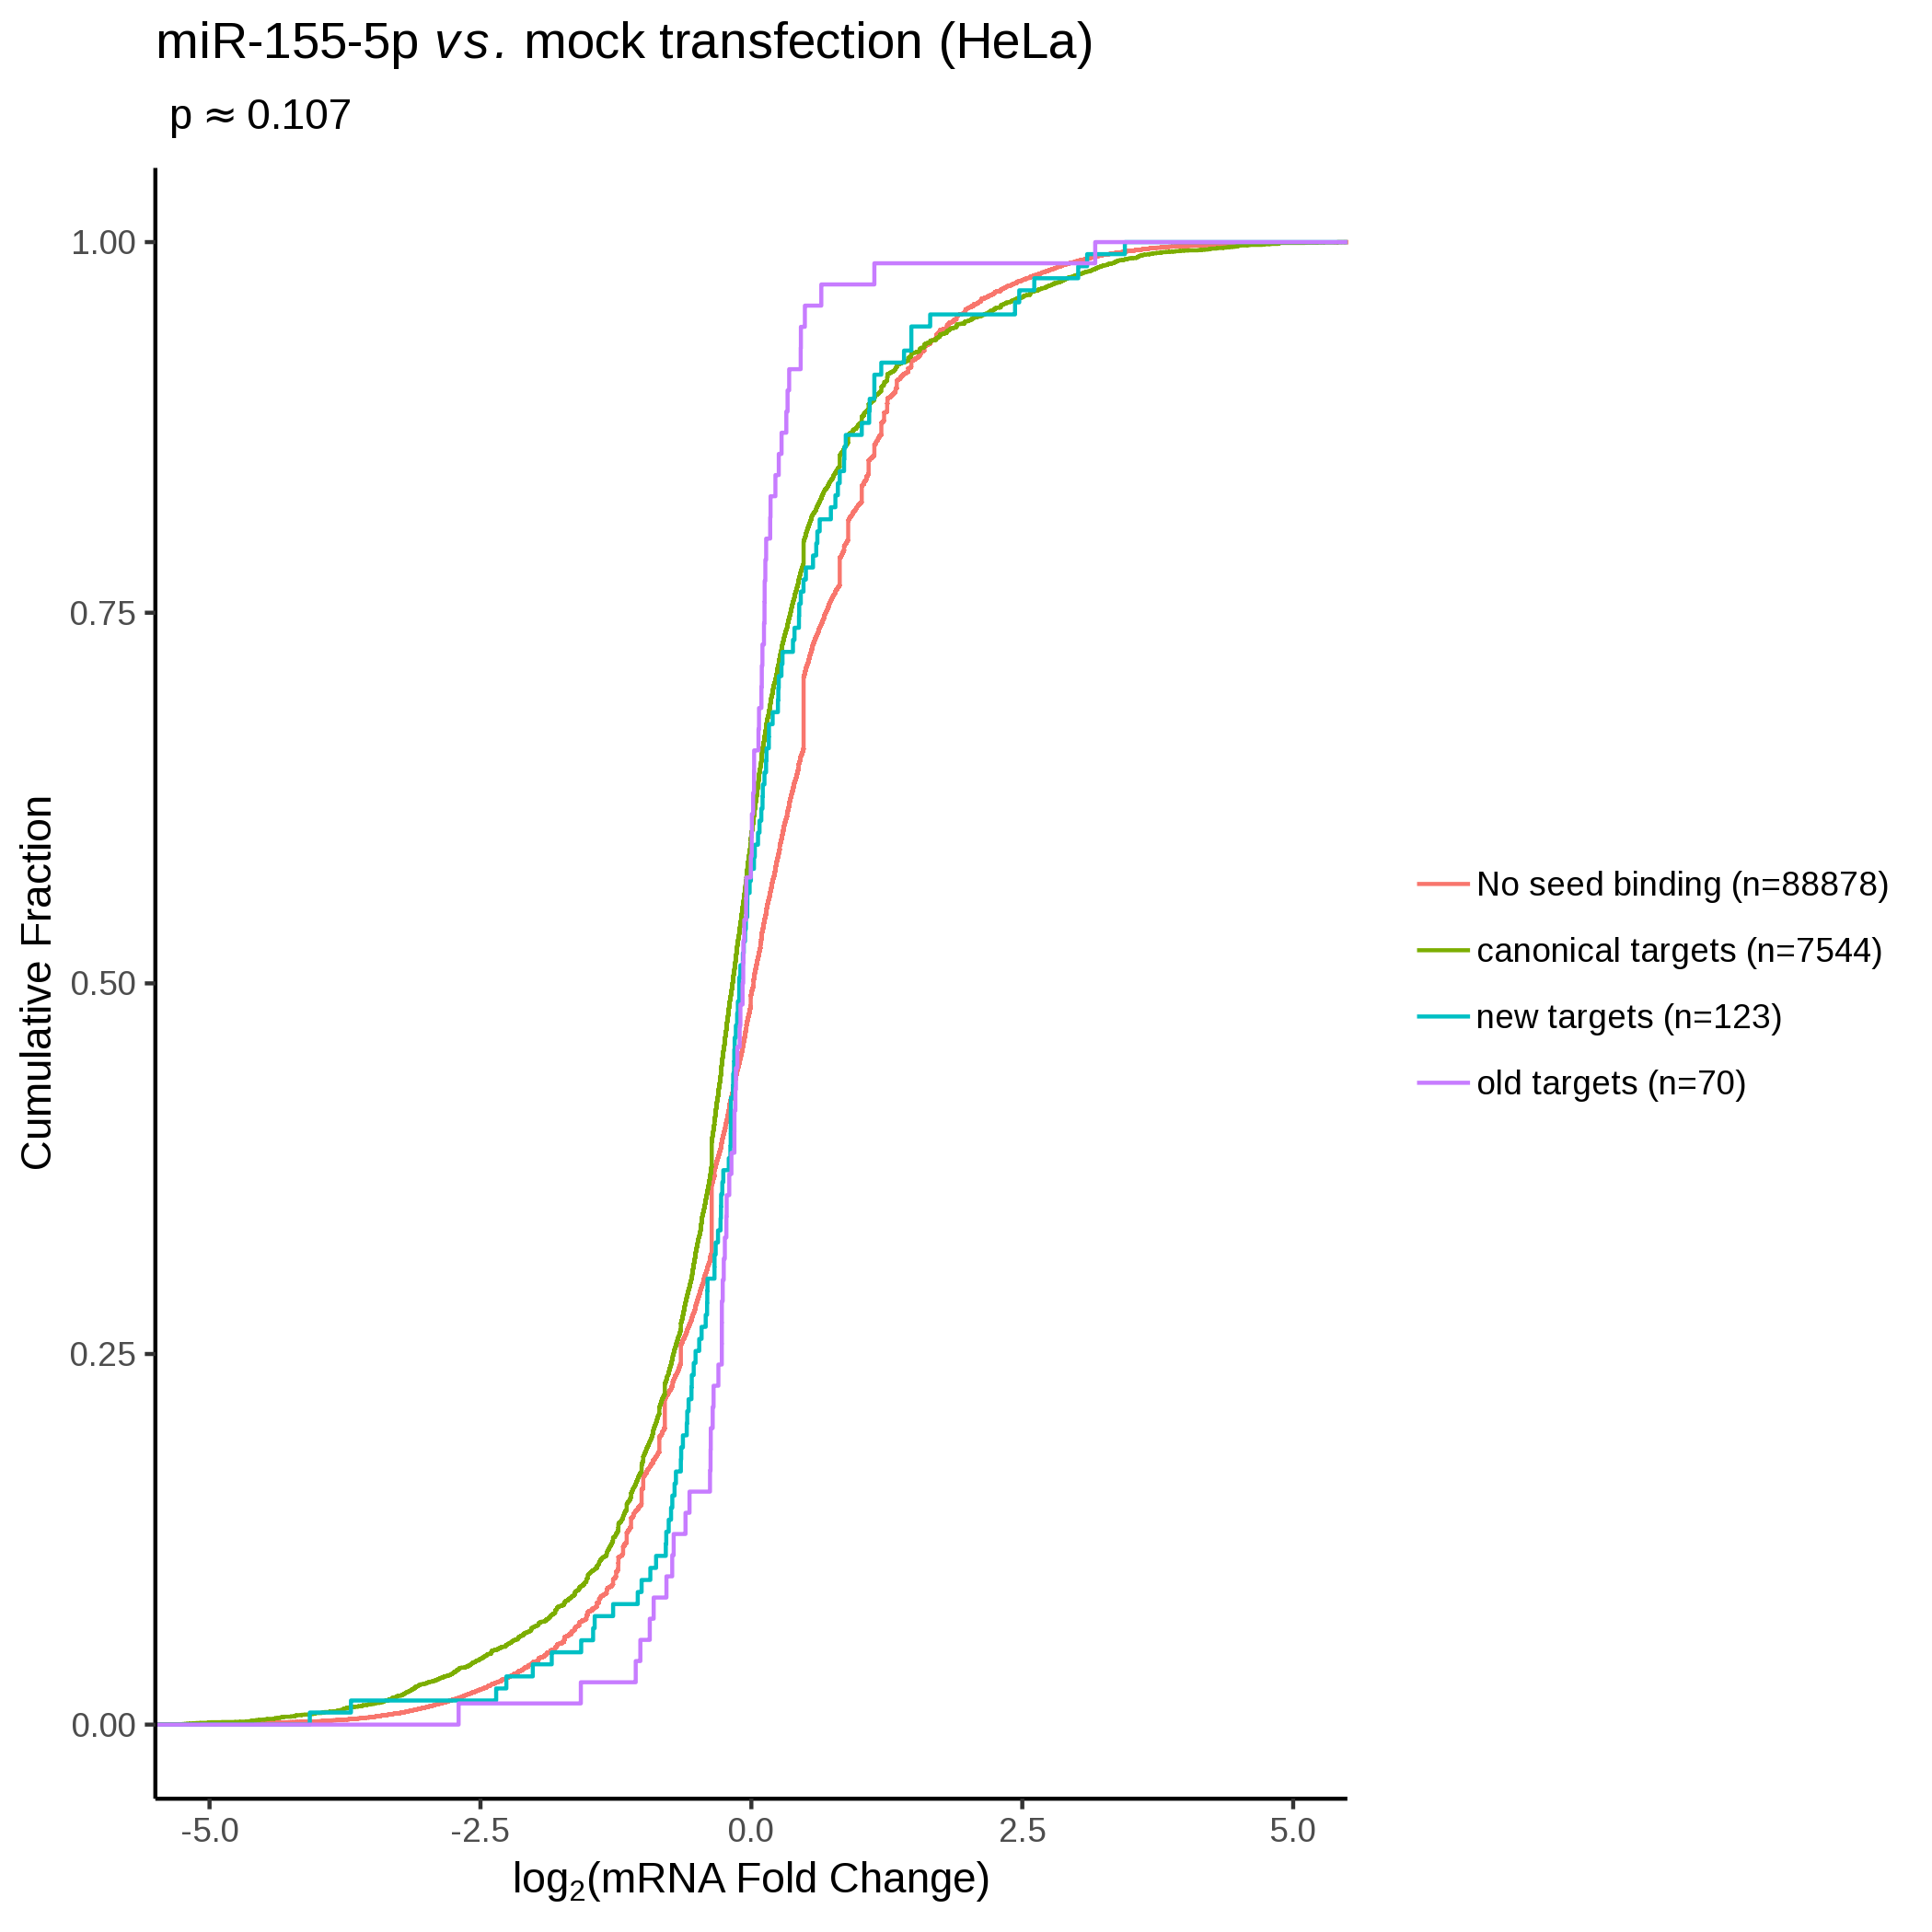 miR-155-5p vs. mock transfection (HeLa)
p ≈ 0.107
Cumulative Fraction
1.00
0.75
0.50
0.25
0.00
-5.0
-2.5
0.0
2.5
5.0
log₂(mRNA Fold Change)
No seed binding (n=88878)
canonical targets (n=7544)
new targets (n=123)
old targets (n=70)